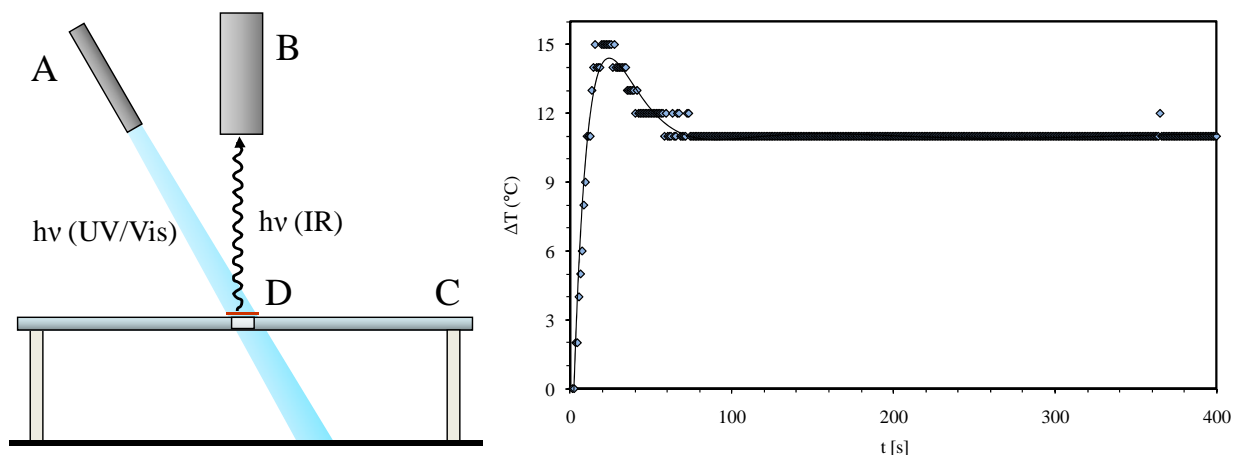 A
B
hν (UV/Vis)
hν (IR)
D
C
15
12
9
6
3
0
ΔT (°C)
0 100 200 300 400
t [s]